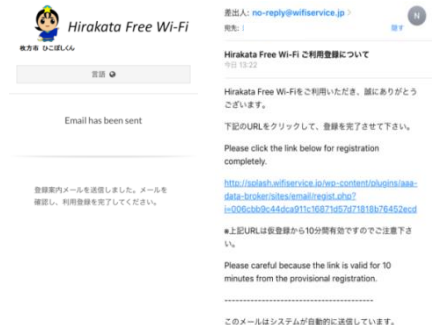 Hirakata Free Wi-Fi
枚方市 ひこぼしくん
言語
Email has been sent
登録案内メールを送信しました。メールを
確認し、利用登録を完了してください。
差出人: no-reply@wifiservice.jp
N
宛先:
隠す
Hirakata Free Wi-Fi ご利用登録について
今日 13:22
Hirakata Free Wi-Fiをご利用いただき、誠にありがとう
ございます。
下記のURLをクリックして、登録を完了させて下さい。
Please click the link below for registration
completely.
http://splash.wifiservice.jp/wp-content/plugins/aaa-
data-broker/sites/email/regist.php?
i=006cbb9c44dca911c16871d57d71818b76452ecd
※上記URLは仮登録から10分間有効ですのでご注意下さ
い。
Please careful because the link is valid for 10
minutes from the provisional registration.
----------------------------------------
このメールはシステムが自動的に送信しています。